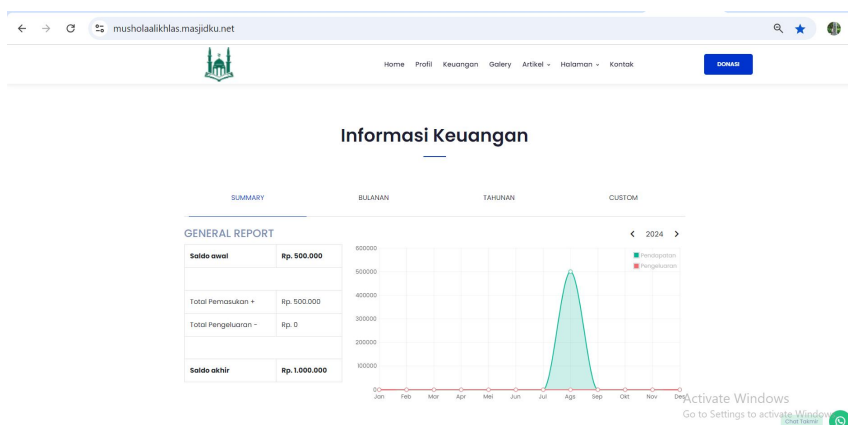 musholaalikhlas.masjidku.net
Home Profil Keuangan Galery Artikel Halaman Kontak DONASI
Informasi Keuangan
SUMMARY BULANAN TAHUNAN CUSTOM
GENERAL REPORT
Saldo awal Rp. 500.000
Total Pemasukan + Rp. 500.000
Total Pengeluaran - Rp. 0
Saldo akhir Rp. 1.000.000
2024
Pendapatan
Pengeluaran
600000
500000
400000
300000
200000
100000
0
Jan Feb Mar Apr Mei Jun Jul Ags Sep Okt Nov Des
Activate Windows
Go to Settings to activate Windows
Chat Takmir